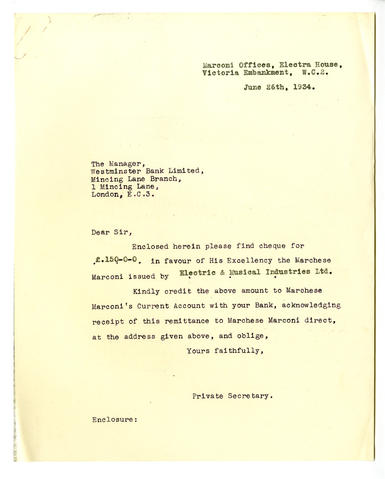 Marconi Offices, Electra House,
Victoria Embankment, W.C.2.
June 26th, 1934.
The Manager,
Westminster Bank Limited,
Mincing Lane Branch,
1 Mincing Lane,
London, E.C.3.
Dear Sir,
Enclosed herein please find cheque for
£.150-0-0. in favour of His Excellency the Marchese
Marconi issued by Electric & Musical Industries Ltd.
Kindly credit the above amount to Marchese
Marconi's Current Account with your Bank, acknowledging
receipt of this remittance to Marchese Marconi direct,
at the address given above, and oblige,
Yours faithfully,
Private Secretary.
Enclosure: